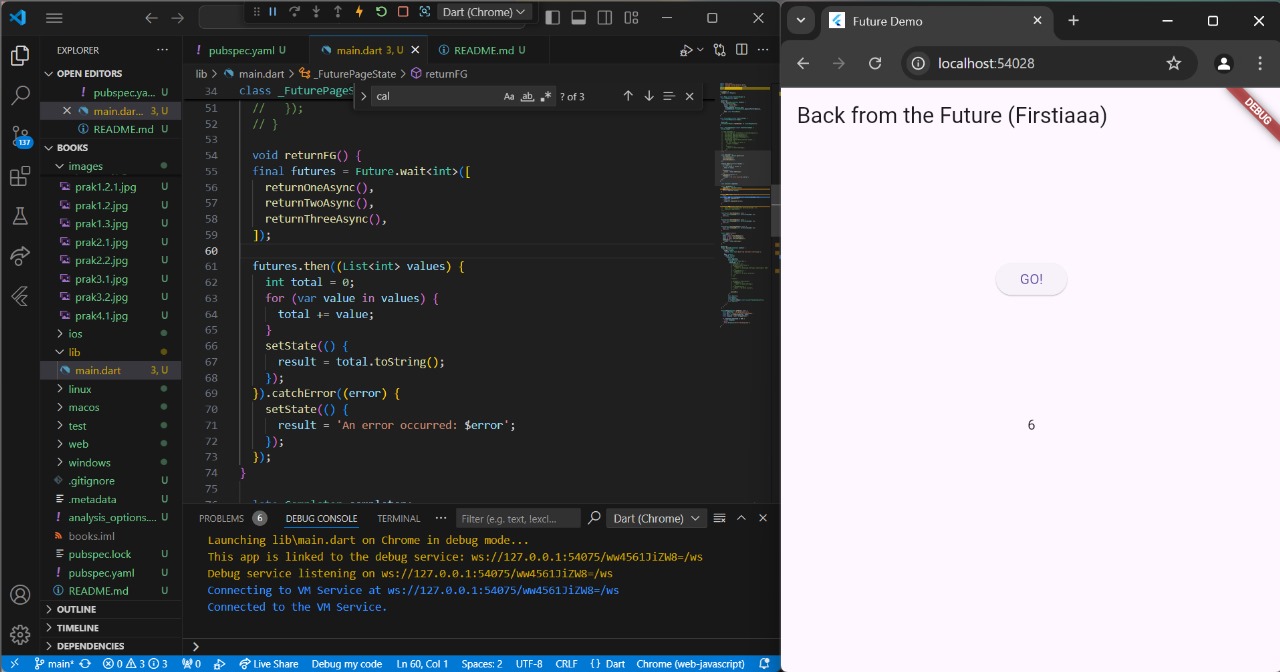 Dart (Chrome)
EXPLORER
OPEN EDITORS
! pubspec.ya... U
main.dar... 3, U
README.md U
137
BOOKS
images
prak1.2.1.jpg U
prak1.2.jpg U
prak1.3.jpg U
prak2.1.jpg U
prak2.2.jpg U
prak3.1.jpg U
prak3.2.jpg U
prak4.1.jpg U
ios
lib
main.dart 3, U
linux
macos
test
web
windows
.gitignore U
.metadata U
! analysis_options.... U
books.iml
pubspec.lock U
! pubspec.yaml U
README.md U
OUTLINE
TIMELINE
DEPENDENCIES
! pubspec.yaml U
main.dart 3, U
README.md U
lib > main.dart > _FuturePageState > returnFG
34 class _FuturePageS
cal Aa ab .* ? of 3
51 // });
52 // }
53
54 void returnFG() {
55 final futures = Future.wait<int>([
56 returnOneAsync(),
57 returnTwoAsync(),
58 returnThreeAsync(),
59 ]);
60
61 futures.then((List<int> values) {
62 int total = 0;
63 for (var value in values) {
64 total += value;
65 }
66 setState(() {
67 result = total.toString();
68 });
69 }).catchError((error) {
70 setState(() {
71 result = 'An error occurred: $error';
72 });
73 });
74 }
75
PROBLEMS 6 DEBUG CONSOLE TERMINAL ... Filter (e.g. text, !excl... Dart (Chrome)
Launching lib\main.dart on Chrome in debug mode...
This app is linked to the debug service: ws://127.0.0.1:54075/ww4561JiZW8=/ws
Debug service listening on ws://127.0.0.1:54075/ww4561JiZW8=/ws
Connecting to VM Service at ws://127.0.0.1:54075/ww4561JiZW8=/ws
Connected to the VM Service.
main* 0 3 3 0 Live Share Debug my code Ln 60, Col 1 Spaces: 2 UTF-8 CRLF {} Dart Chrome (web-javascript)
Future Demo
localhost:54028
Back from the Future (Firstiaaa)
DEBUG
GO!
6